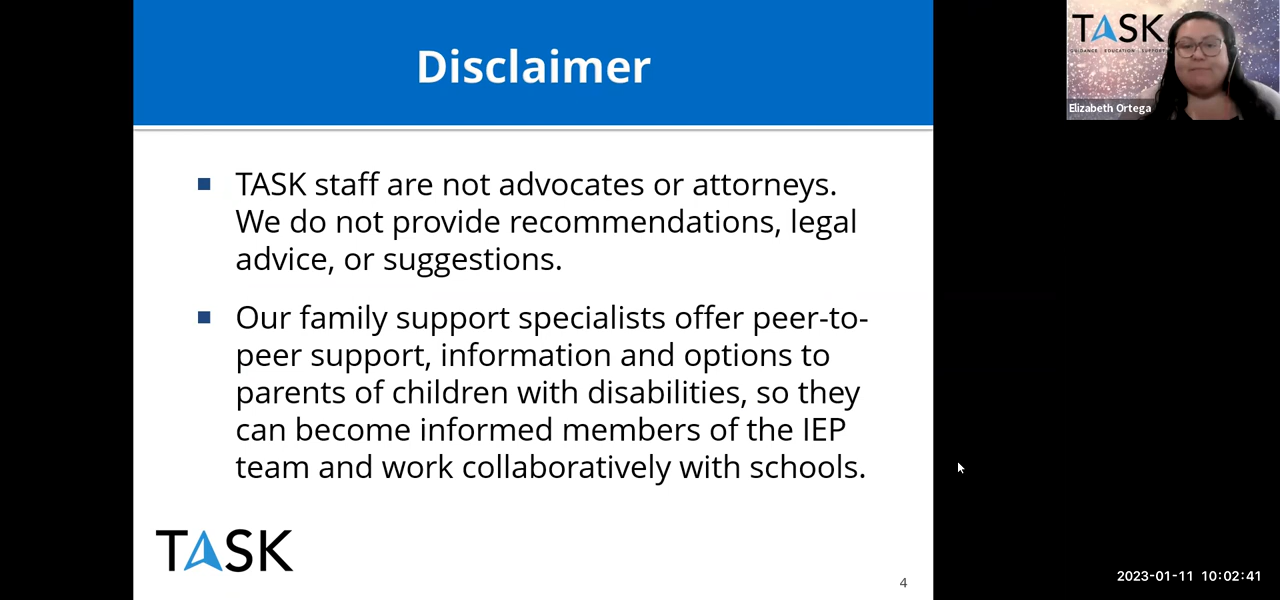 Disclaimer
TASK staff are not advocates or attorneys.
We do not provide recommendations, legal
advice, or suggestions.
Our family support specialists offer peer-to-
peer support, information and options to
parents of children with disabilities, so they
can become informed members of the IEP
team and work collaboratively with schools.
TASK
4
TASK
GUIDANCE · EDUCATION · SUPPORT
Elizabeth Ortega
2023-01-11 10:02:41